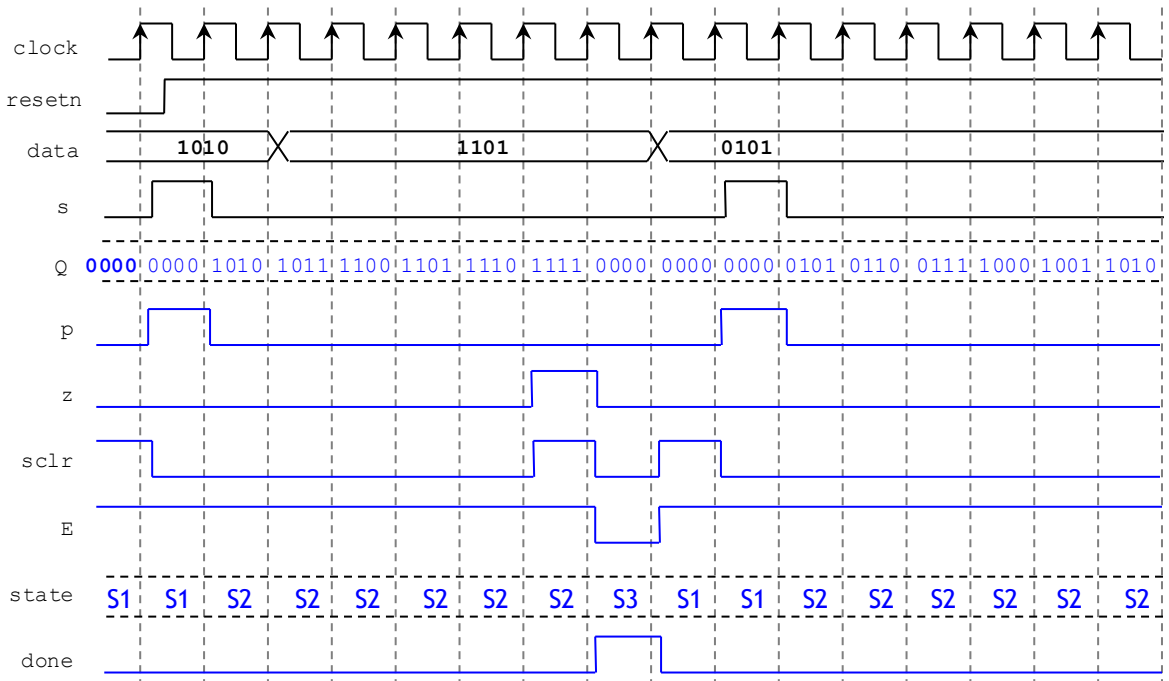 clock
resetn
data 1010 1101 0101
s
Q 0000 0000 1010 1011 1100 1101 1110 1111 0000 0000 0000 0101 0110 0111 1000 1001 1010
p
z
sclr
E
state S1 S1 S2 S2 S2 S2 S2 S2 S3 S1 S1 S2 S2 S2 S2 S2 S2
done